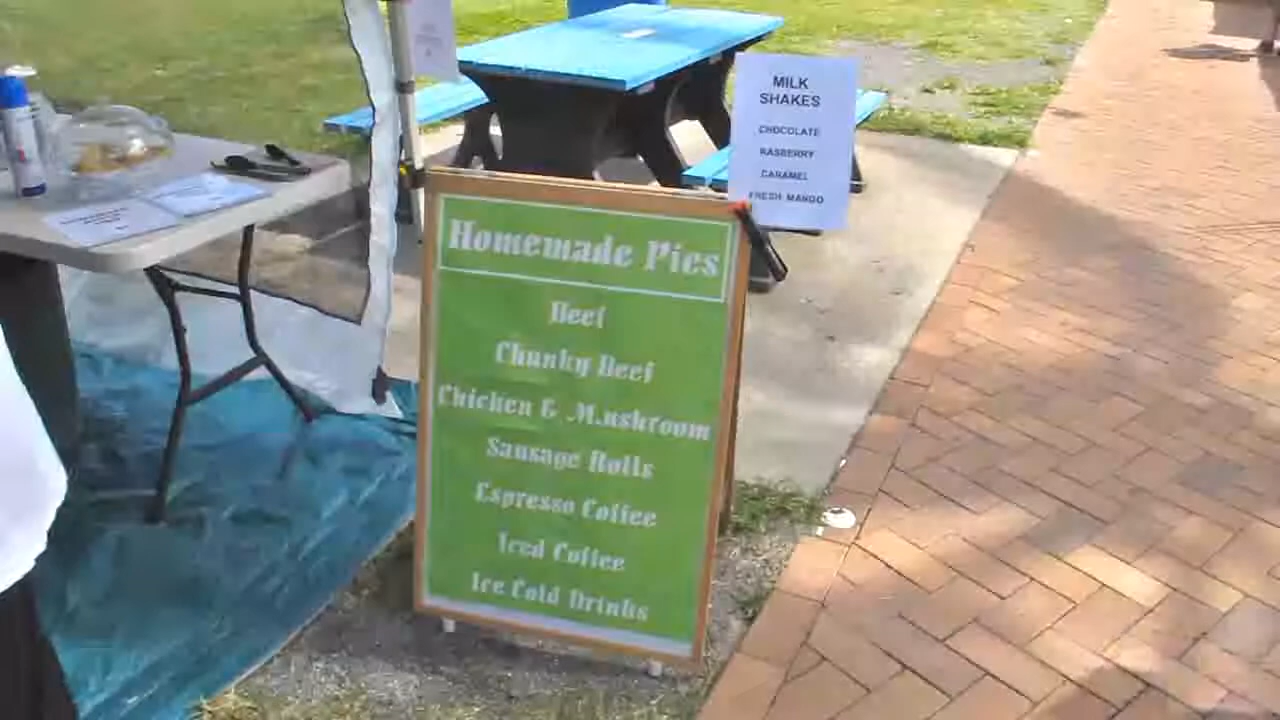 Homemade Pies
Beef
Chunky Beef
Chicken & Mushroom
Sausage Rolls
Espresso Coffee
Iced Coffee
Ice Cold Drinks
MILK
SHAKES
CHOCOLATE
RASBERRY
CARAMEL
FRESH MANGO